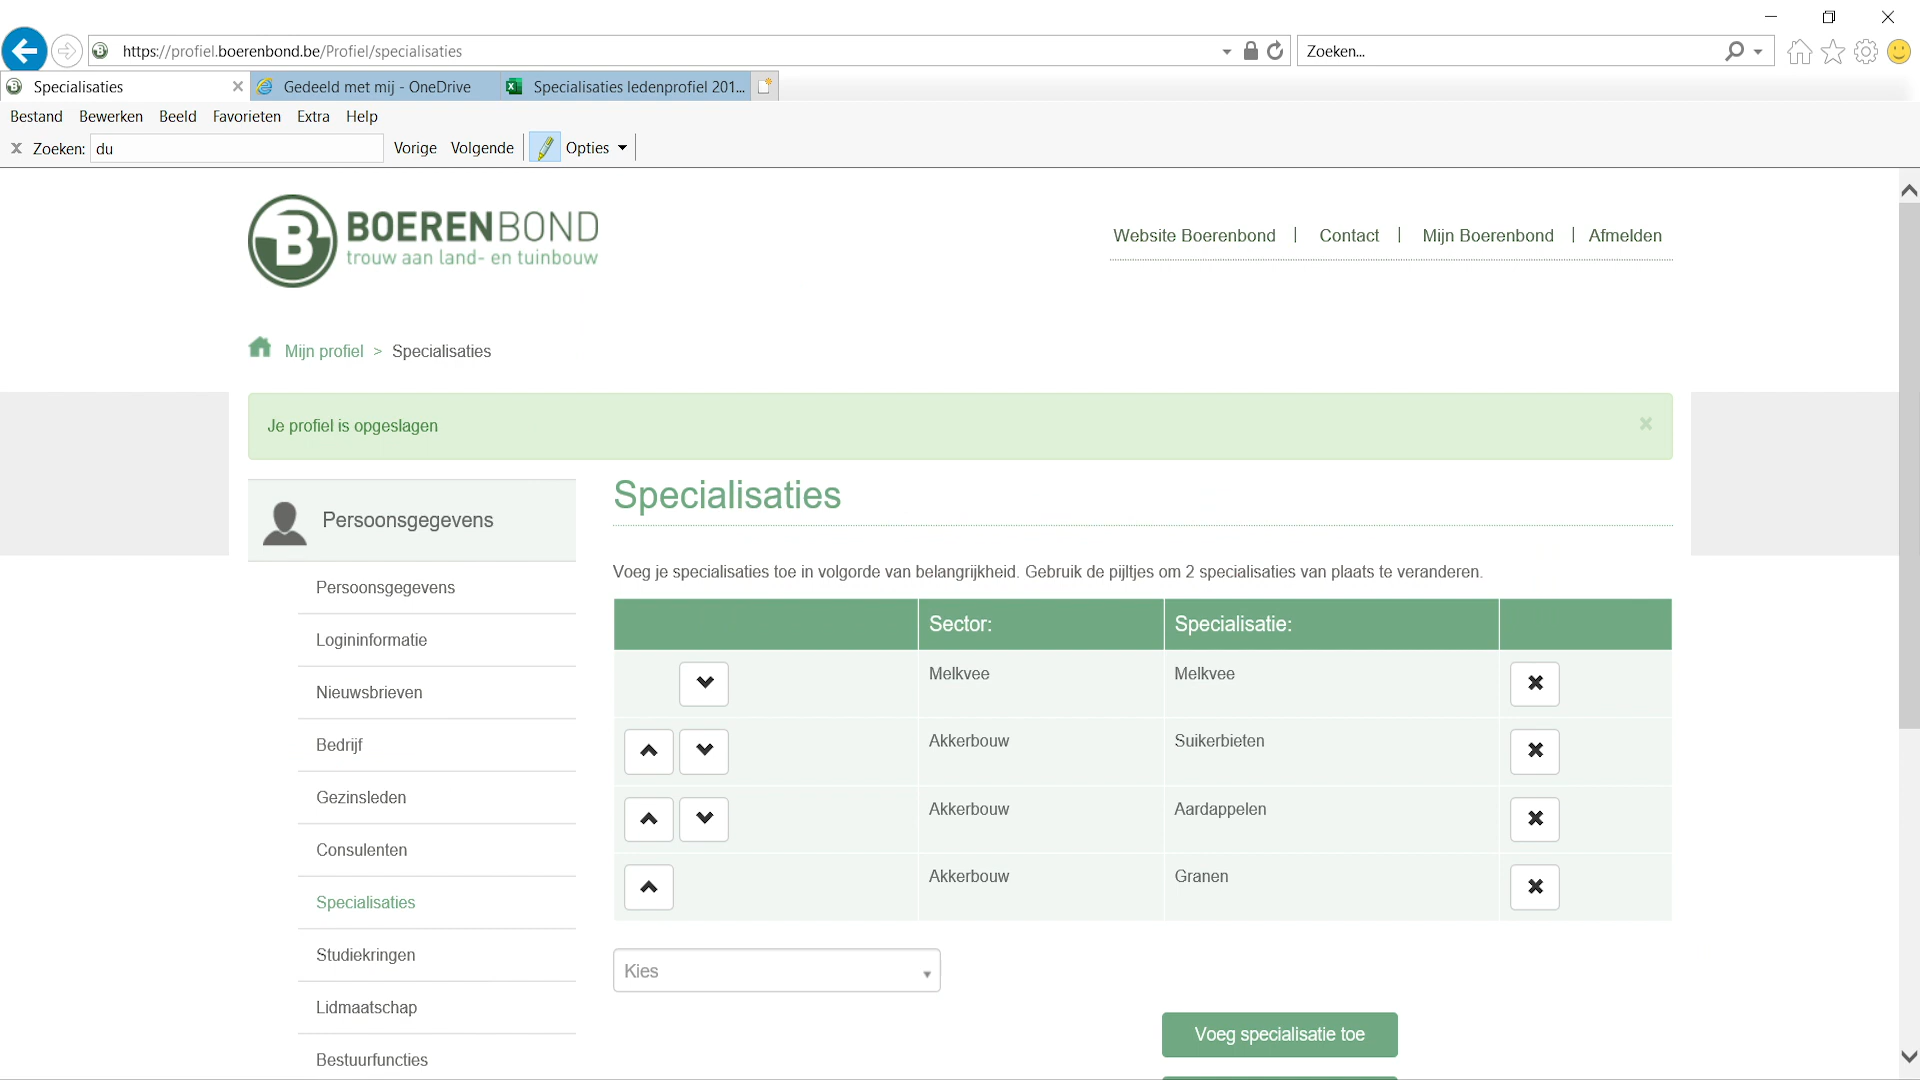 https://profiel.boerenbond.be/Profiel/specialisaties
Zoeken...
Specialisaties
Gedeeld met mij - OneDrive
Specialisaties ledenprofiel 201...
Bestand Bewerken Beeld Favorieten Extra Help
Zoeken: du Vorige Volgende Opties
BOERENBOND
trouw aan land- en tuinbouw
Website Boerenbond | Contact | Mijn Boerenbond | Afmelden
Mijn profiel > Specialisaties
Je profiel is opgeslagen
Persoonsgegevens
Persoonsgegevens
Logininformatie
Nieuwsbrieven
Bedrijf
Gezinsleden
Consulenten
Specialisaties
Studiekringen
Lidmaatschap
Bestuurfuncties
Specialisaties
Voeg je specialisaties toe in volgorde van belangrijkheid. Gebruik de pijltjes om 2 specialisaties van plaats te veranderen.
Sector: Specialisatie:
Melkvee Melkvee
Akkerbouw Suikerbieten
Akkerbouw Aardappelen
Akkerbouw Granen
Kies
Voeg specialisatie toe